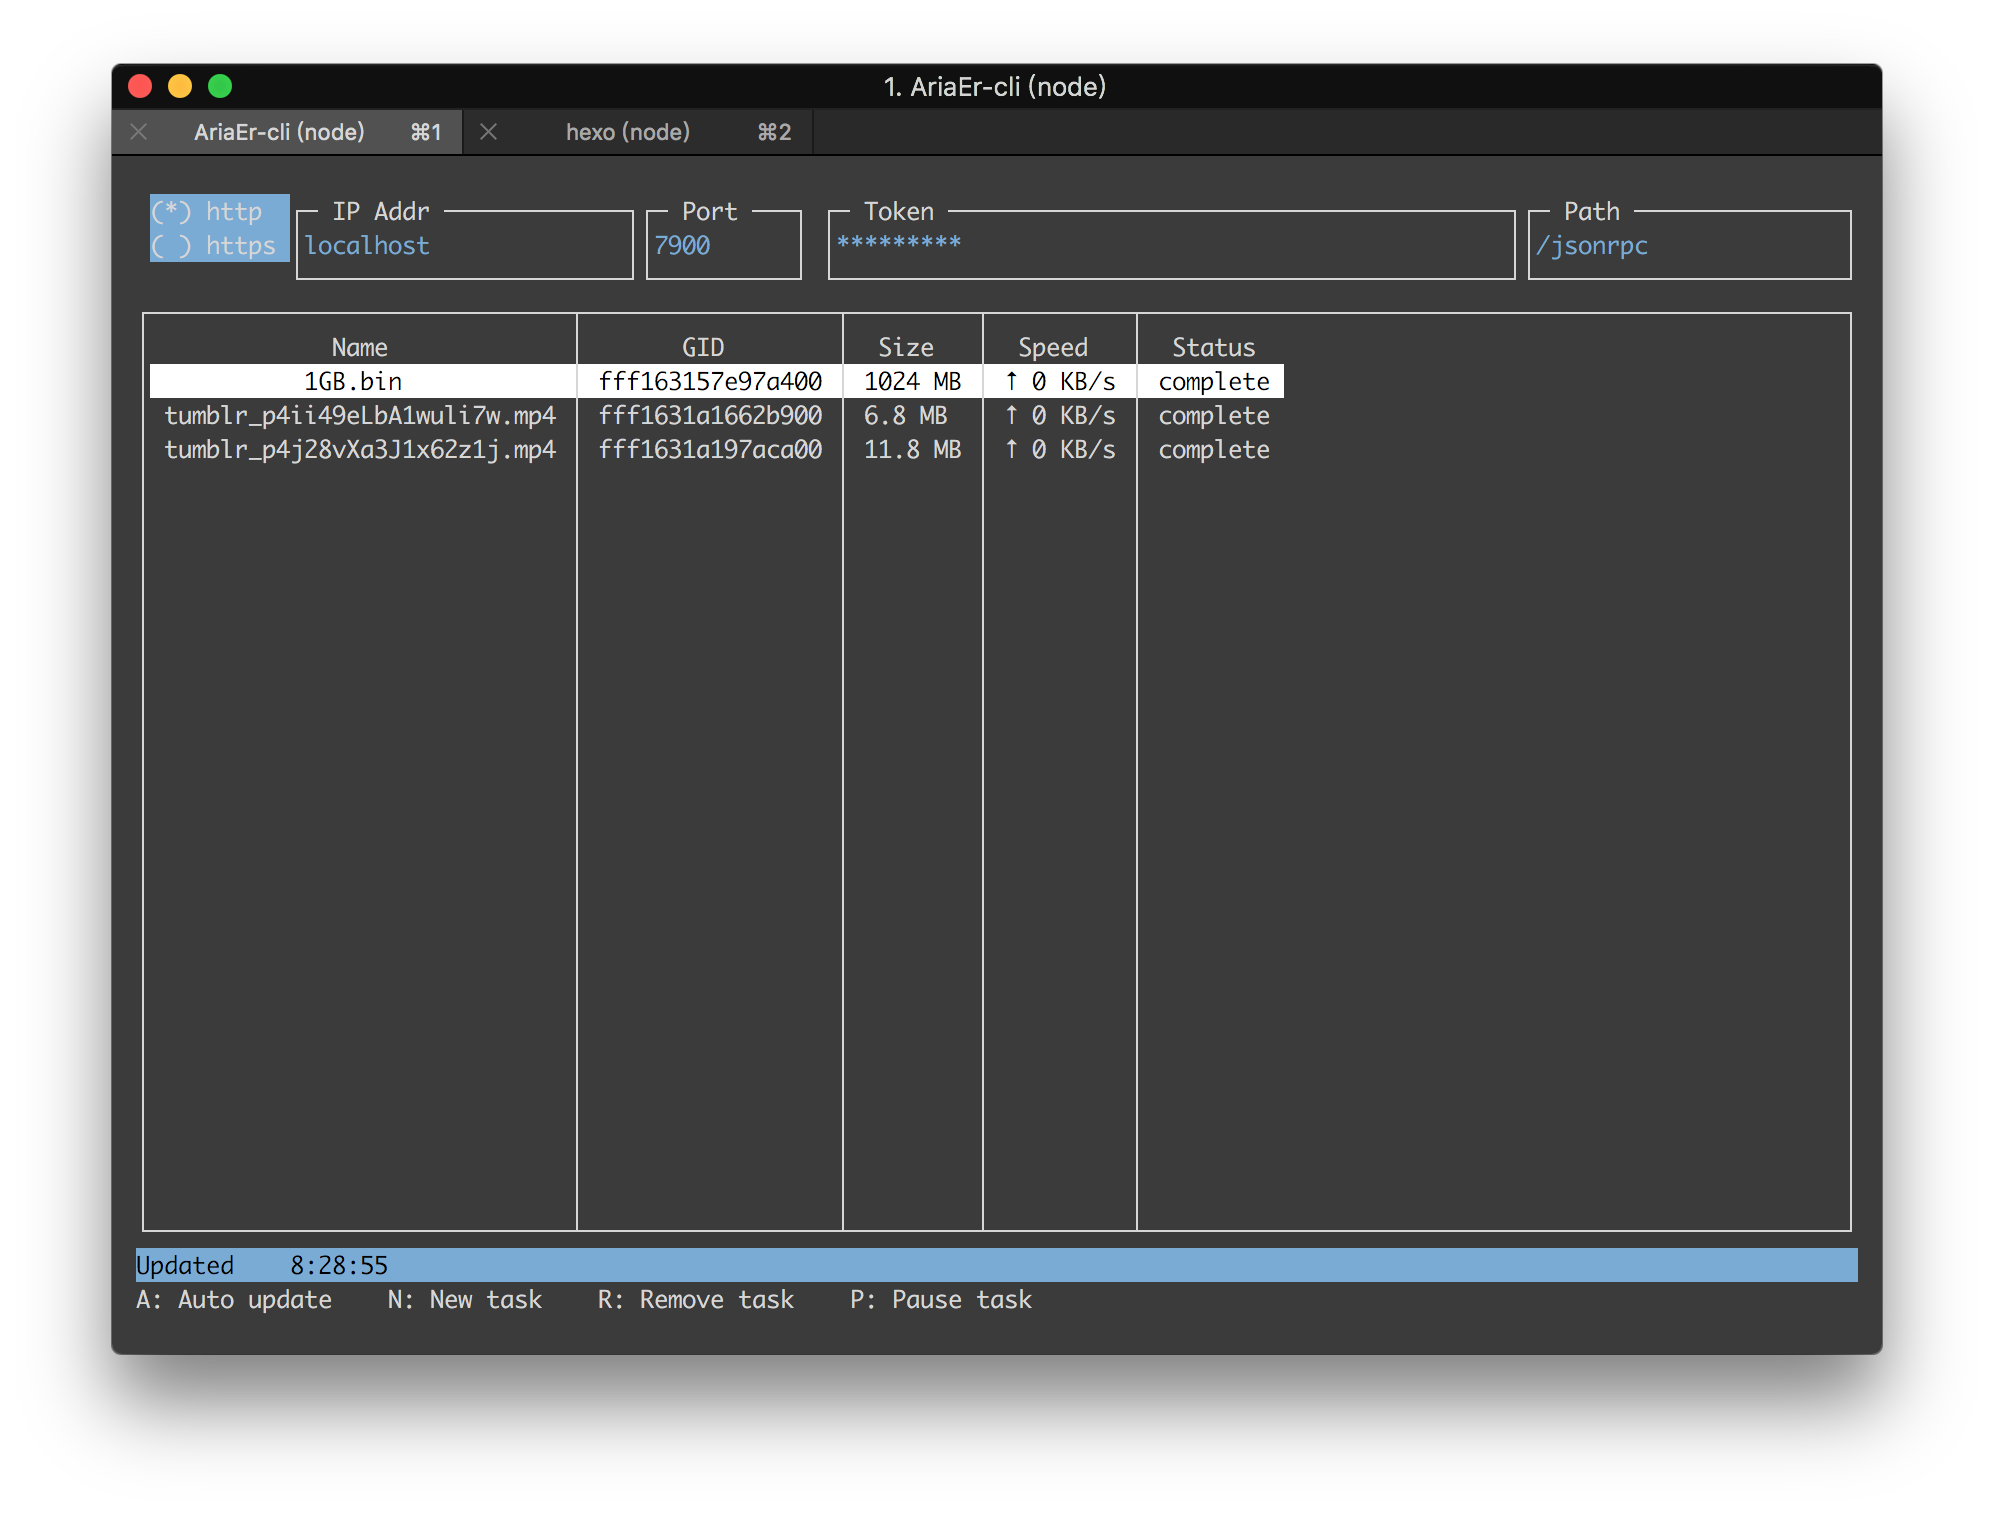 1. AriaEr-cli (node)
AriaEr-cli (node) ⌘1 hexo (node) ⌘2
(*) http IP Addr Port Token Path
( ) https localhost 7900 ********* /jsonrpc
Name GID Size Speed Status
1GB.bin fff163157e97a400 1024 MB ↑ 0 KB/s complete
tumblr_p4ii49eLbA1wuli7w.mp4 fff1631a1662b900 6.8 MB ↑ 0 KB/s complete
tumblr_p4j28vXa3J1x62z1j.mp4 fff1631a197aca00 11.8 MB ↑ 0 KB/s complete
Updated 8:28:55
A: Auto update N: New task R: Remove task P: Pause task